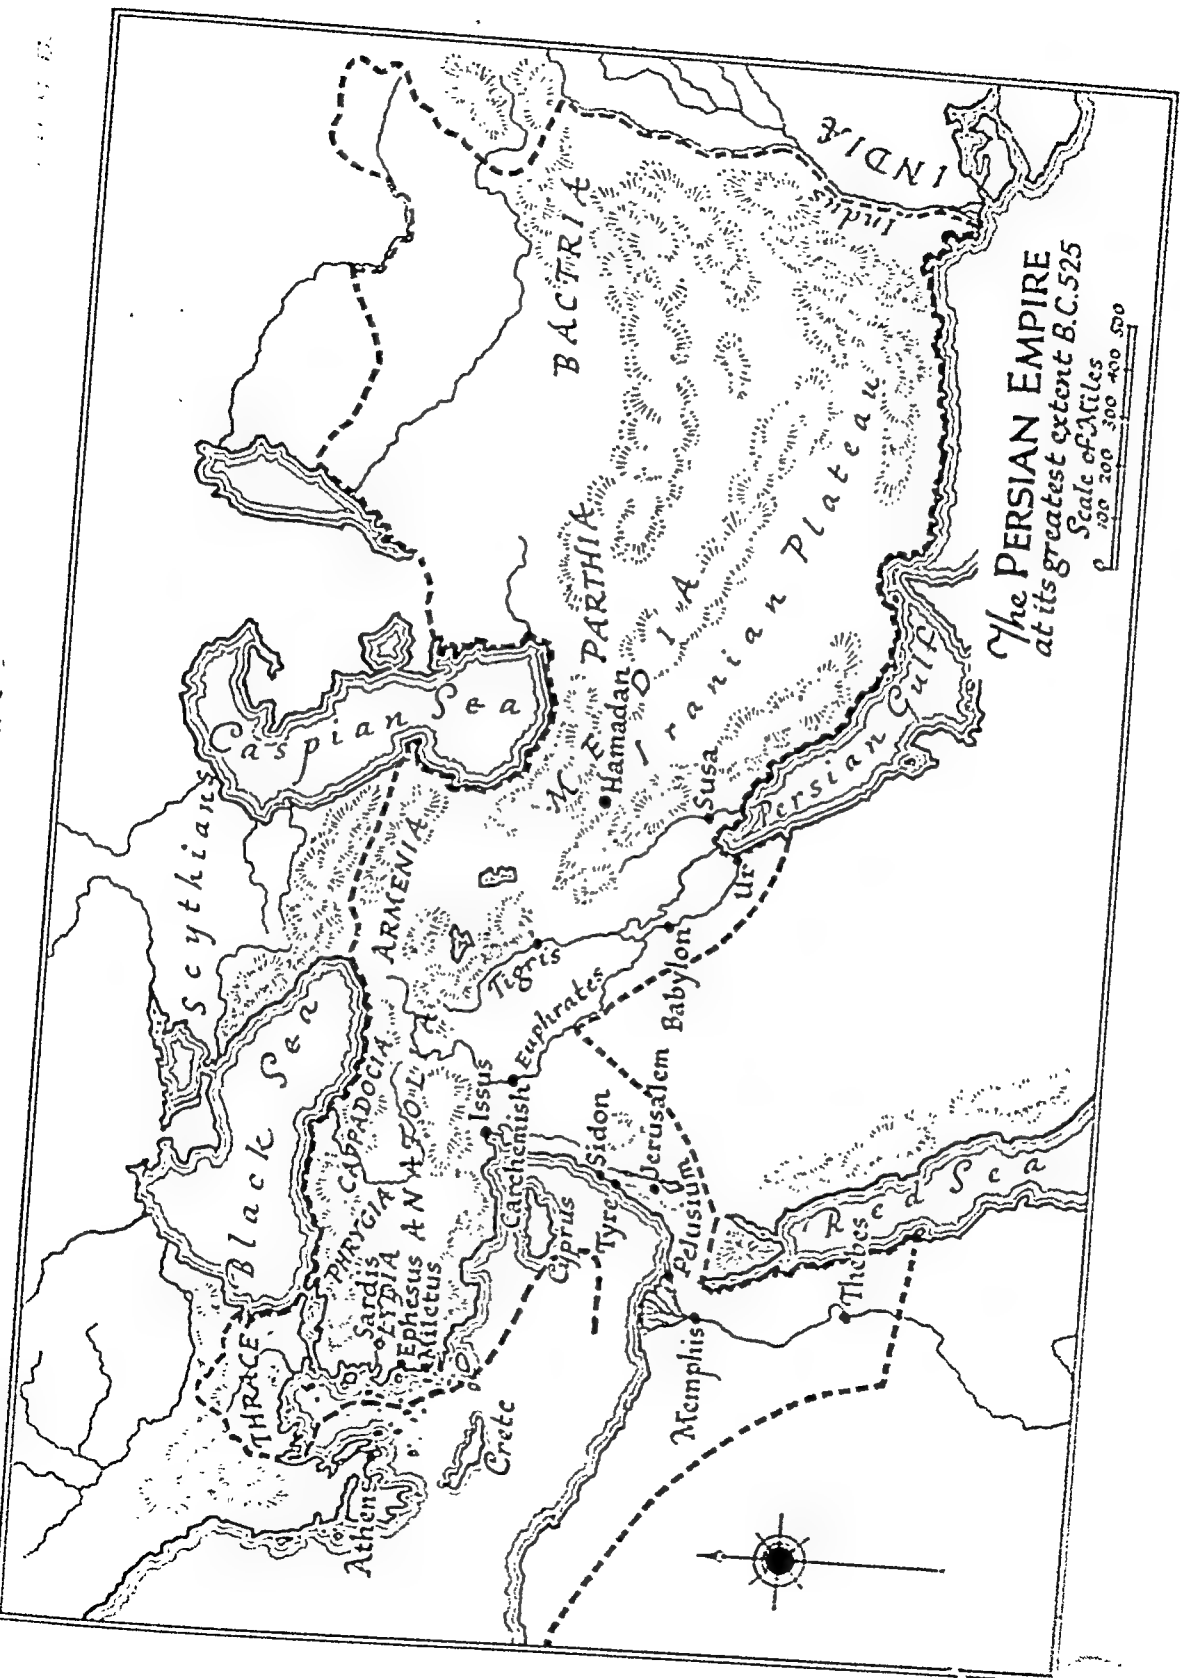 The PERSIAN EMPIRE
at its greatest extent B.C.525
Scale of Miles
0 100 200 300 400 500
Scythians
Caspian Sea
Black Sea
THRACE
ARMENIA
CAPPADOCIA
PHRYGIA
Sardis
LYDIA
Ephesus
Miletus
ANATOLIA
Athens
Crete
Cyprus
Issus
Carchemish
Euphrates
Tigris
BACTRIA
PARTHIA
MEDIA
Hamadan
Iranian Plateau
Susa
Ur
Babylon
Persian Gulf
Sidon
Tyre
Jerusalem
Pelusium
Memphis
Thebes
Red Sea
Indus
INDIÆ